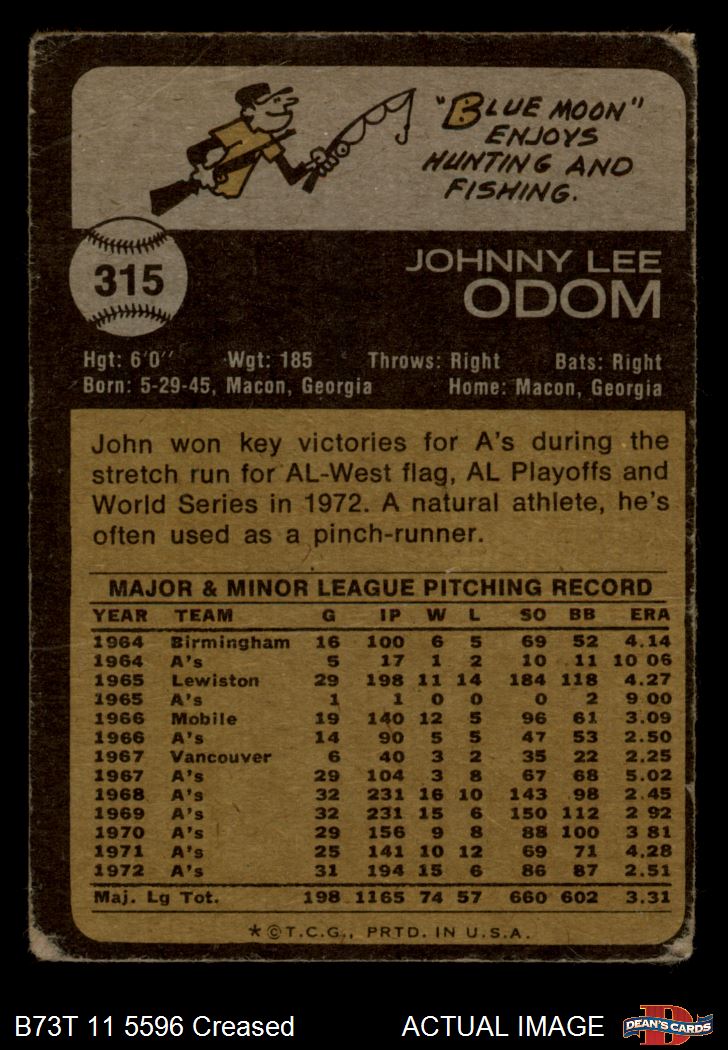 "BLUE MOON"
ENJOYS
HUNTING AND
FISHING.
315
JOHNNY LEE
ODOM
Hgt: 6'0" Wgt: 185 Throws: Right Bats: Right
Born: 5-29-45, Macon, Georgia Home: Macon, Georgia
John won key victories for A's during the
stretch run for AL-West flag, AL Playoffs and
World Series in 1972. A natural athlete, he's
often used as a pinch-runner.
MAJOR & MINOR LEAGUE PITCHING RECORD
YEAR TEAM G IP W L SO BB ERA
1964 Birmingham 16 100 6 5 69 52 4.14
1964 A's 5 17 1 2 10 11 10 06
1965 Lewiston 29 198 11 14 184 118 4.27
1965 A's 1 1 0 0 0 2 9 00
1966 Mobile 19 140 12 5 96 61 3.09
1966 A's 14 90 5 5 47 53 2.50
1967 Vancouver 6 40 3 2 35 22 2.25
1967 A's 29 104 3 8 67 68 5.02
1968 A's 32 231 16 10 143 98 2.45
1969 A's 32 231 15 6 150 112 2 92
1970 A's 29 156 9 8 88 100 3 81
1971 A's 25 141 10 12 69 71 4.28
1972 A's 31 194 15 6 86 87 2.51
Maj. Lg Tot. 198 1165 74 57 660 602 3.31
*©T.C.G., PRTD. IN U.S.A.
B73T 11 5596 Creased ACTUAL IMAGE DEAN'S CARDS